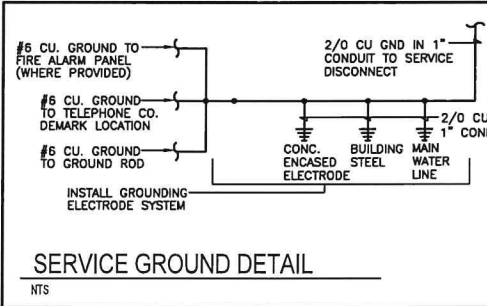 #6 CU. GROUND TO
FIRE ALARM PANEL
(WHERE PROVIDED)
2/0 CU GND IN 1"
CONDUIT TO SERVICE
DISCONNECT
#6 CU. GROUND
TO TELEPHONE CO.
DEMARK LOCATION
2/0 CU
1" CON
#6 CU. GROUND
TO GROUND ROD
CONC.
ENCASED
ELECTRODE
BUILDING
STEEL
MAIN
WATER
LINE
INSTALL GROUNDING
ELECTRODE SYSTEM
SERVICE GROUND DETAIL
NTS